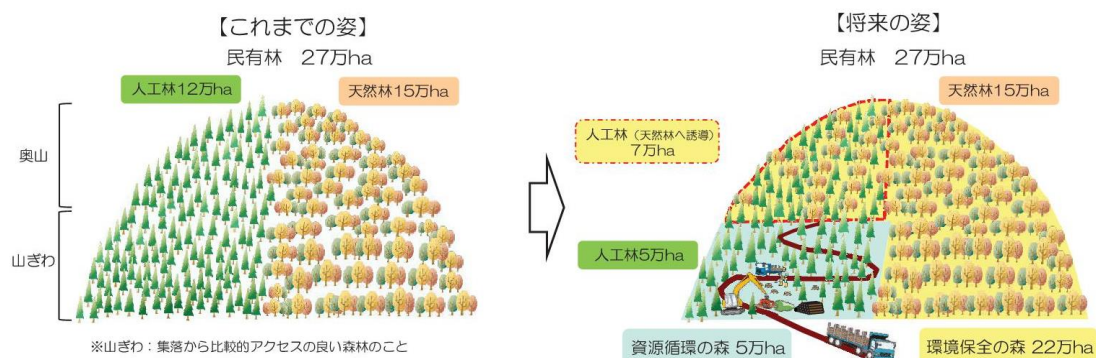 【これまでの姿】
民有林　27万ha
人工林12万ha
天然林15万ha
奥山
山ぎわ
※山ぎわ：集落から比較的アクセスの良い森林のこと
【将来の姿】
民有林　27万ha
天然林15万ha
人工林（天然林へ誘導）
7万ha
人工林5万ha
資源循環の森 5万ha
環境保全の森 22万ha